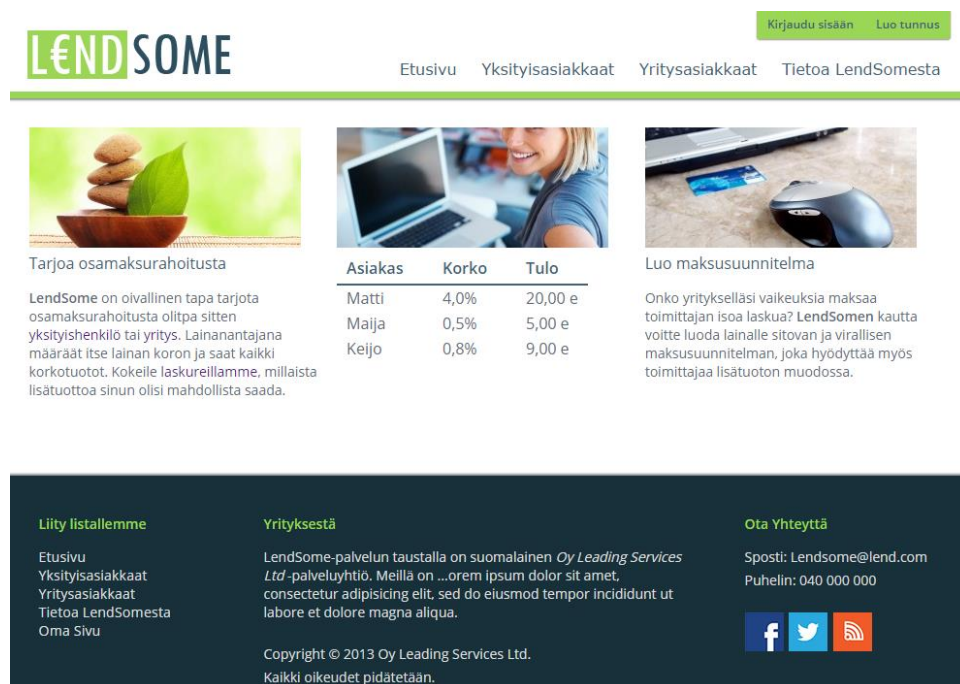 L€ND SOME
Kirjaudu sisään Luo tunnus
Etusivu Yksityisasiakkaat Yritysasiakkaat Tietoa LendSomesta
Tarjoa osamaksurahoitusta
LendSome on oivallinen tapa tarjota
osamaksurahoitusta olitpa sitten
yksityishenkilö tai yritys. Lainanantajana
määräät itse lainan koron ja saat kaikki
korkotuotot. Kokeile laskureillamme, millaista
lisätuottoa sinun olisi mahdollista saada.
Asiakas Korko Tulo
Matti 4,0% 20,00 e
Maija 0,5% 5,00 e
Keijo 0,8% 9,00 e
Luo maksusuunnitelma
Onko yritykselläsi vaikeuksia maksaa
toimittajan isoa laskua? LendSomen kautta
voitte luoda lainalle sitovan ja virallisen
maksusuunnitelman, joka hyödyttää myös
toimittajaa lisätuoton muodossa.
Liity listallemme
Etusivu
Yksityisasiakkaat
Yritysasiakkaat
Tietoa LendSomesta
Oma Sivu
Yrityksestä
LendSome-palvelun taustalla on suomalainen Oy Leading Services
Ltd -palveluyhtiö. Meillä on ...orem ipsum dolor sit amet,
consectetur adipisicing elit, sed do eiusmod tempor incididunt ut
labore et dolore magna aliqua.
Copyright © 2013 Oy Leading Services Ltd.
Kaikki oikeudet pidätetään.
Ota Yhteyttä
Sposti: Lendsome@lend.com
Puhelin: 040 000 000